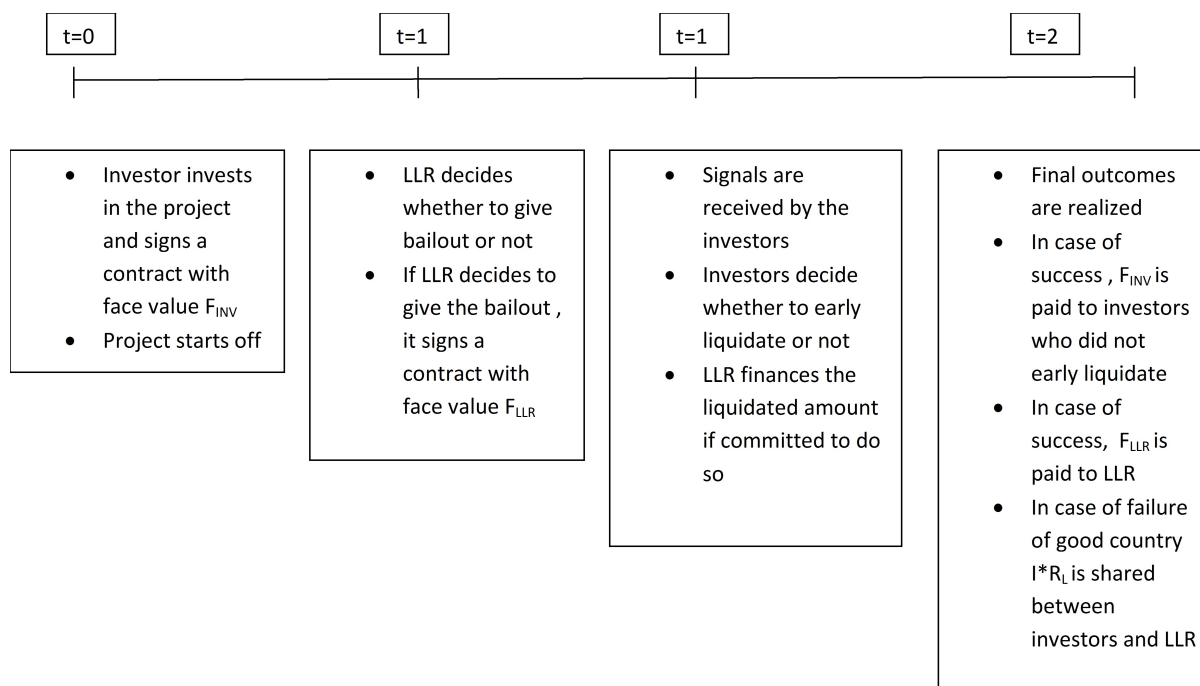 t=0
t=1
t=1
t=2
• Investor invests
in the project
and signs a
contract with
face value F_INV
• Project starts off
• LLR decides
whether to give
bailout or not
• If LLR decides to
give the bailout ,
it signs a
contract with
face value F_LLR
• Signals are
received by the
investors
• Investors decide
whether to early
liquidate or not
• LLR finances the
liquidated amount
if committed to do
so
• Final outcomes
are realized
• In case of
success , F_INV is
paid to investors
who did not
early liquidate
• In case of
success, F_LLR is
paid to LLR
• In case of failure
of good country
I*R_L is shared
between
investors and LLR